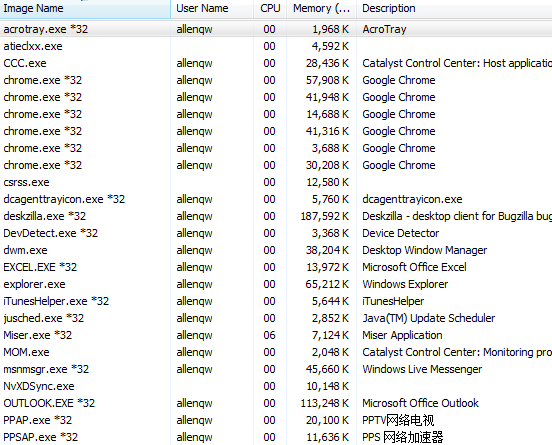 Image Name User Name CPU Memory (... Description
acrotray.exe *32 allenqw 00 1,968 K AcroTray
atieclxx.exe 00 4,592 K
CCC.exe allenqw 00 28,436 K Catalyst Control Center: Host applicatio
chrome.exe *32 allenqw 00 57,908 K Google Chrome
chrome.exe *32 allenqw 00 41,948 K Google Chrome
chrome.exe *32 allenqw 00 14,688 K Google Chrome
chrome.exe *32 allenqw 00 41,316 K Google Chrome
chrome.exe *32 allenqw 00 3,688 K Google Chrome
chrome.exe *32 allenqw 00 30,208 K Google Chrome
csrss.exe 00 12,580 K
dcagenttrayicon.exe *32 allenqw 00 5,760 K dcagenttrayicon.exe
deskzilla.exe *32 allenqw 00 187,592 K Deskzilla - desktop client for Bugzilla bug
DevDetect.exe *32 allenqw 00 3,368 K Device Detector
dwm.exe allenqw 00 38,204 K Desktop Window Manager
EXCEL.EXE *32 allenqw 00 13,972 K Microsoft Office Excel
explorer.exe allenqw 00 65,212 K Windows Explorer
iTunesHelper.exe *32 allenqw 00 5,644 K iTunesHelper
jusched.exe *32 allenqw 00 2,852 K Java(TM) Update Scheduler
Miser.exe *32 allenqw 06 7,124 K Miser Application
MOM.exe allenqw 00 2,048 K Catalyst Control Center: Monitoring pro
msnmsgr.exe *32 allenqw 00 45,660 K Windows Live Messenger
NvXDSync.exe 00 10,148 K
OUTLOOK.EXE *32 allenqw 00 113,248 K Microsoft Office Outlook
PPAP.exe *32 allenqw 00 20,100 K PPTV网络电视
PPSAP.exe *32 allenqw 00 11,636 K PPS 网络加速器